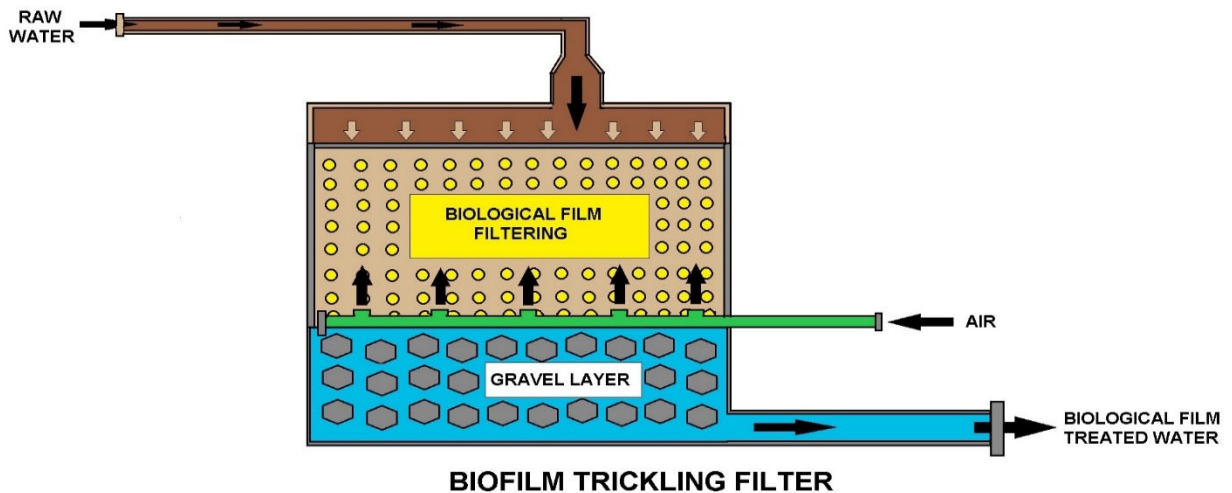 RAW
WATER
BIOLOGICAL FILM
FILTERING
AIR
GRAVEL LAYER
BIOLOGICAL FILM
TREATED WATER
BIOFILM TRICKLING FILTER